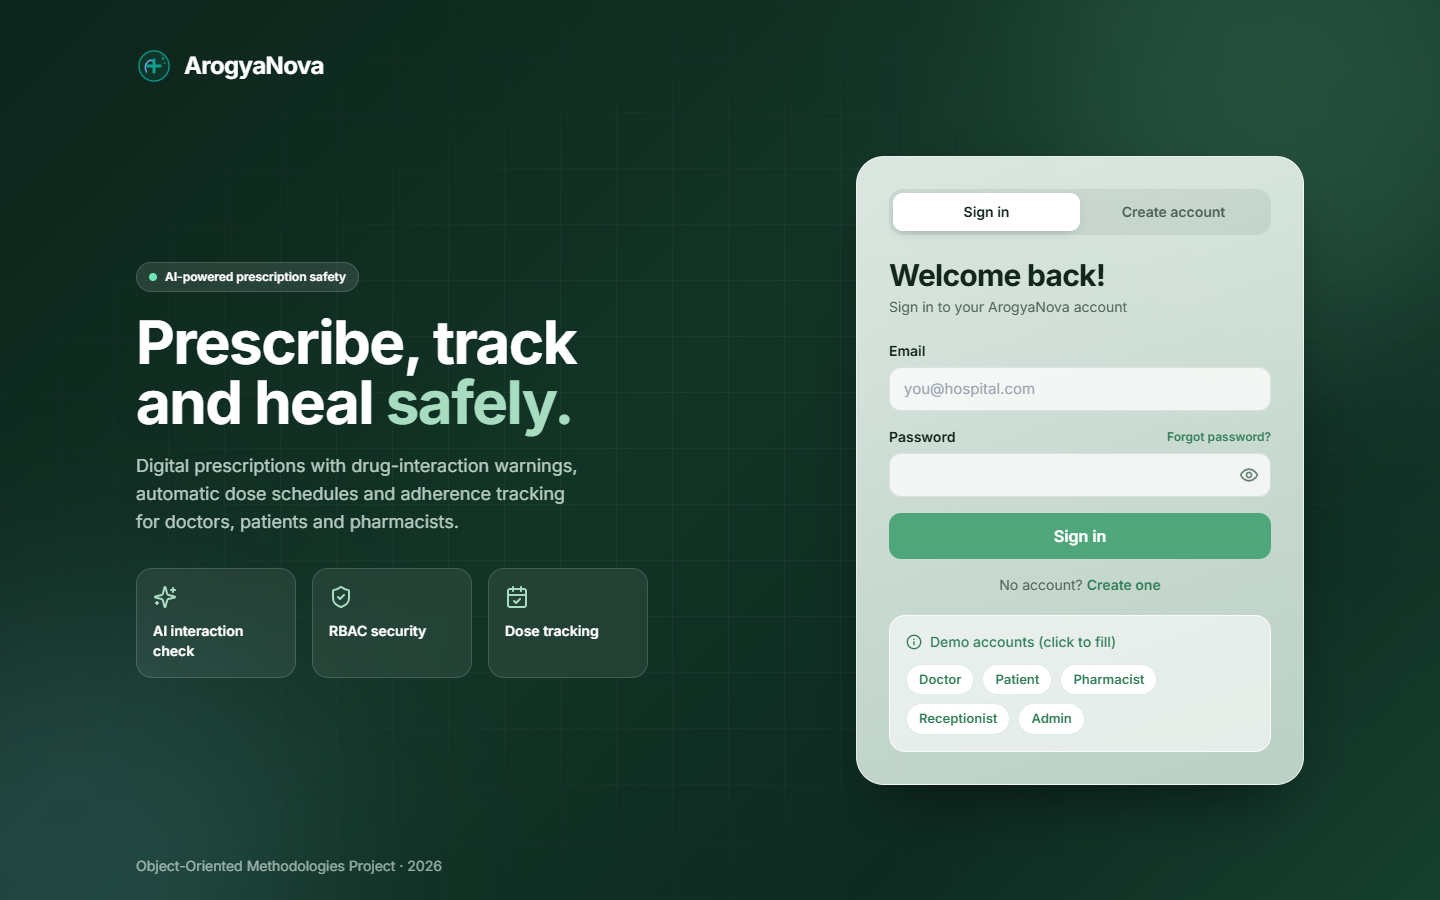 ArogyaNova
AI-powered prescription safety
Prescribe, track
and heal safely.
Digital prescriptions with drug-interaction warnings,
automatic dose schedules and adherence tracking
for doctors, patients and pharmacists.
AI interaction
check
RBAC security
Dose tracking
Object-Oriented Methodologies Project · 2026
Sign in
Create account
Welcome back!
Sign in to your ArogyaNova account
Email
you@hospital.com
Password
Forgot password?
Sign in
No account? Create one
Demo accounts (click to fill)
Doctor
Patient
Pharmacist
Receptionist
Admin